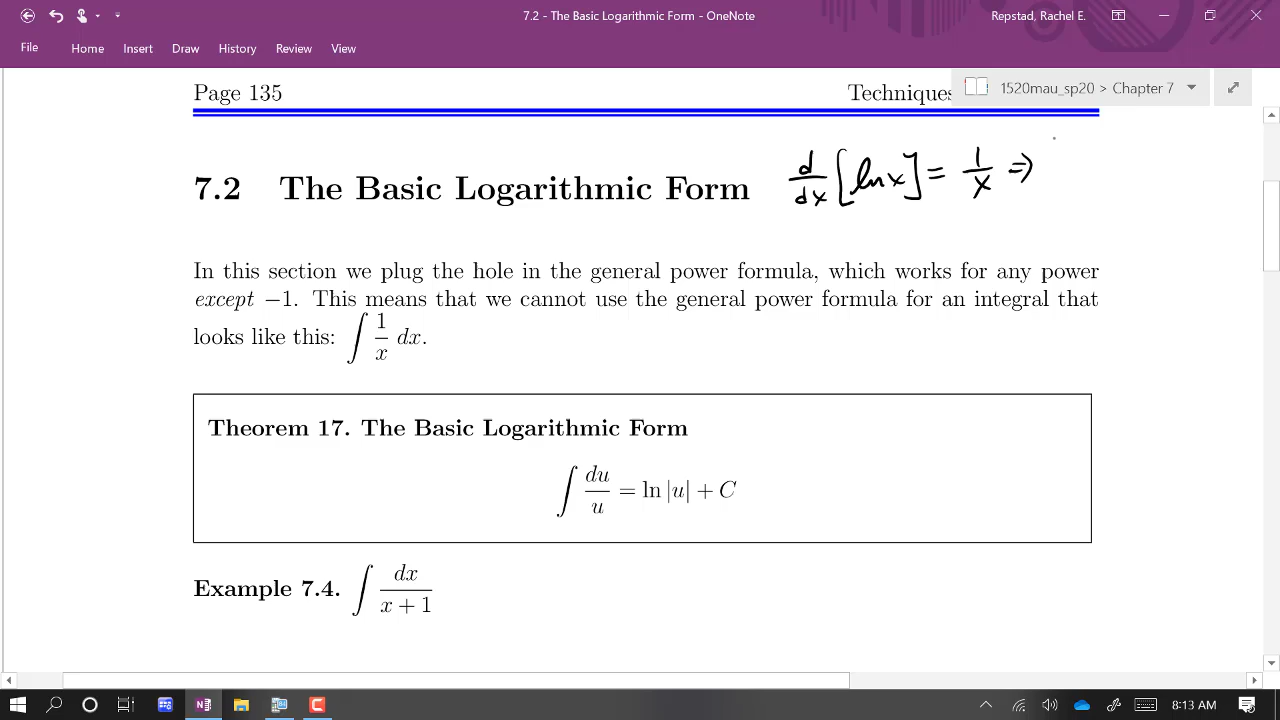 7.2 - The Basic Logarithmic Form - OneNote
Repstad, Rachel E.
File Home Insert Draw History Review View
Page 135 Techniques
1520mau_sp20 > Chapter 7
7.2 The Basic Logarithmic Form
d/dx [ln x] = 1/x ⇒
In this section we plug the hole in the general power formula, which works for any power
except −1. This means that we cannot use the general power formula for an integral that
looks like this: ∫ 1/x dx.
Theorem 17. The Basic Logarithmic Form
∫ du/u = ln |u| + C
Example 7.4. ∫ dx/(x + 1)
8:13 AM